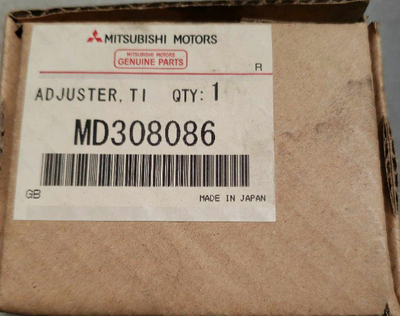 MITSUBISHI MOTORS
MITSUBISHI MOTORS
GENUINE PARTS
R
ADJUSTER, TI QTY: 1
MD308086
GB
MADE IN JAPAN